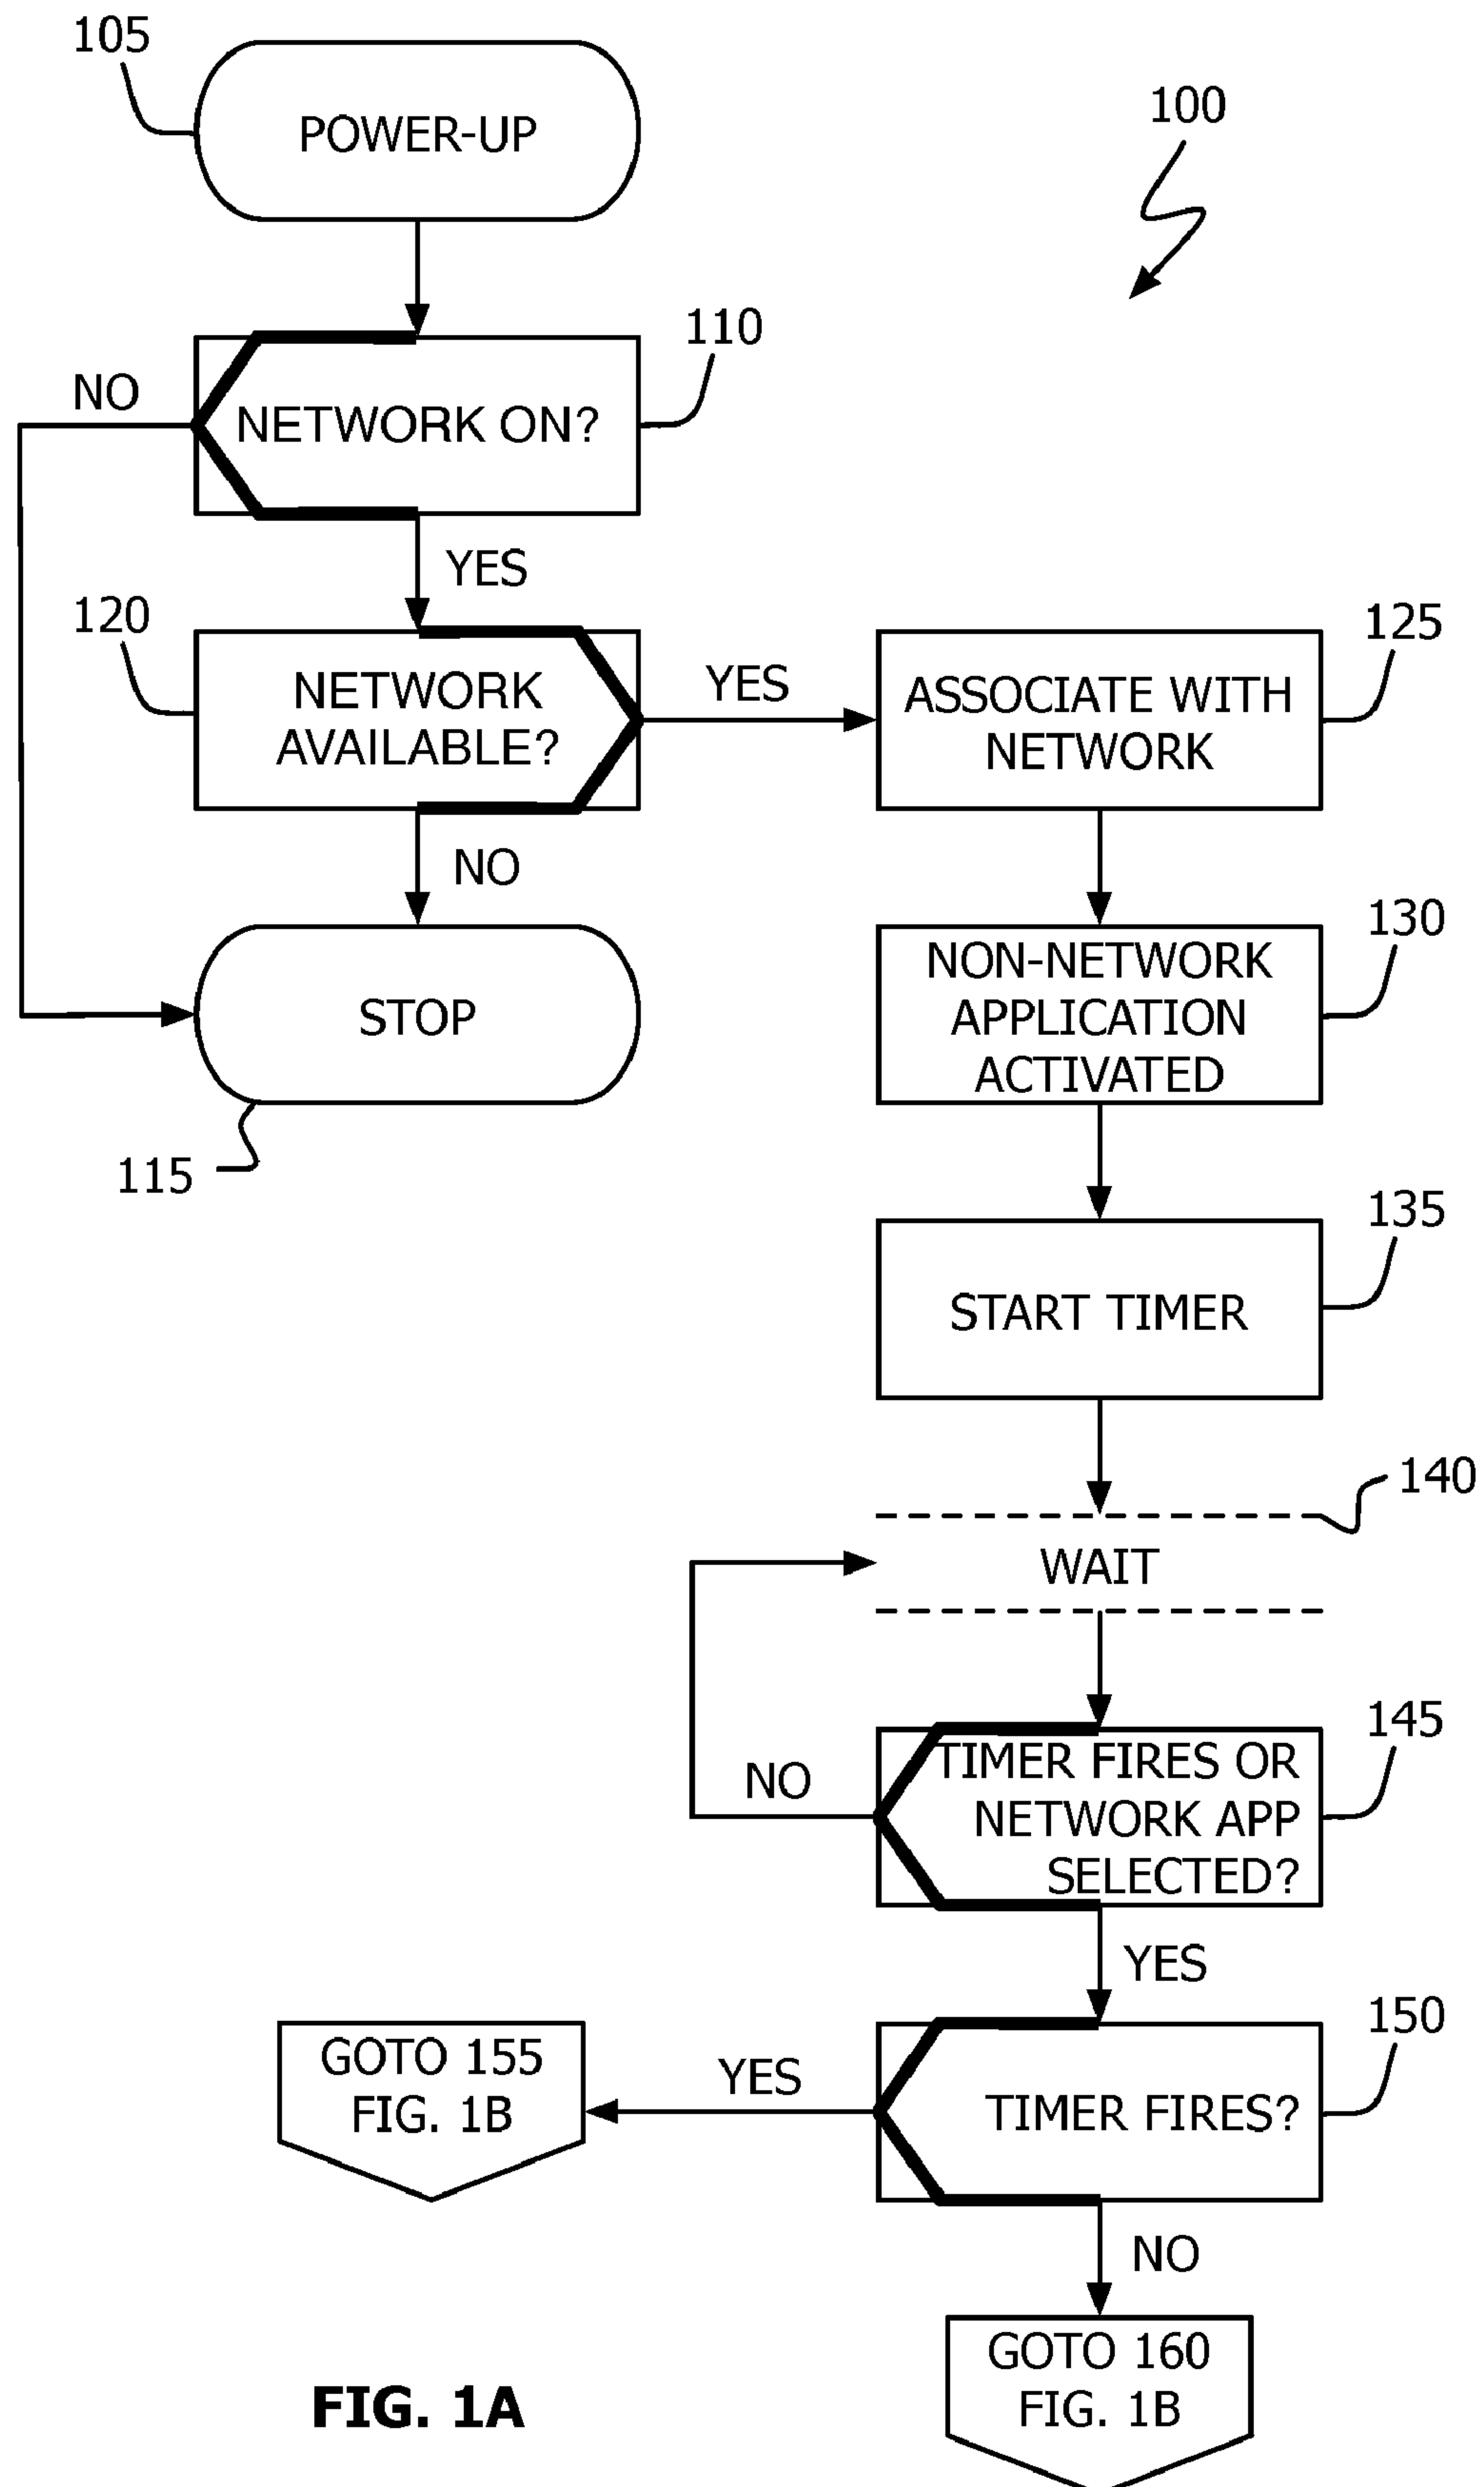 105
POWER-UP
100
110
NO
NETWORK ON?
YES
120
NETWORK
AVAILABLE?
YES
125
ASSOCIATE WITH
NETWORK
NO
130
NON-NETWORK
APPLICATION
ACTIVATED
STOP
115
135
START TIMER
140
WAIT
145
NO
TIMER FIRES OR
NETWORK APP
SELECTED?
YES
150
GOTO 155
FIG. 1B
YES
TIMER FIRES?
NO
GOTO 160
FIG. 1B
FIG. 1A